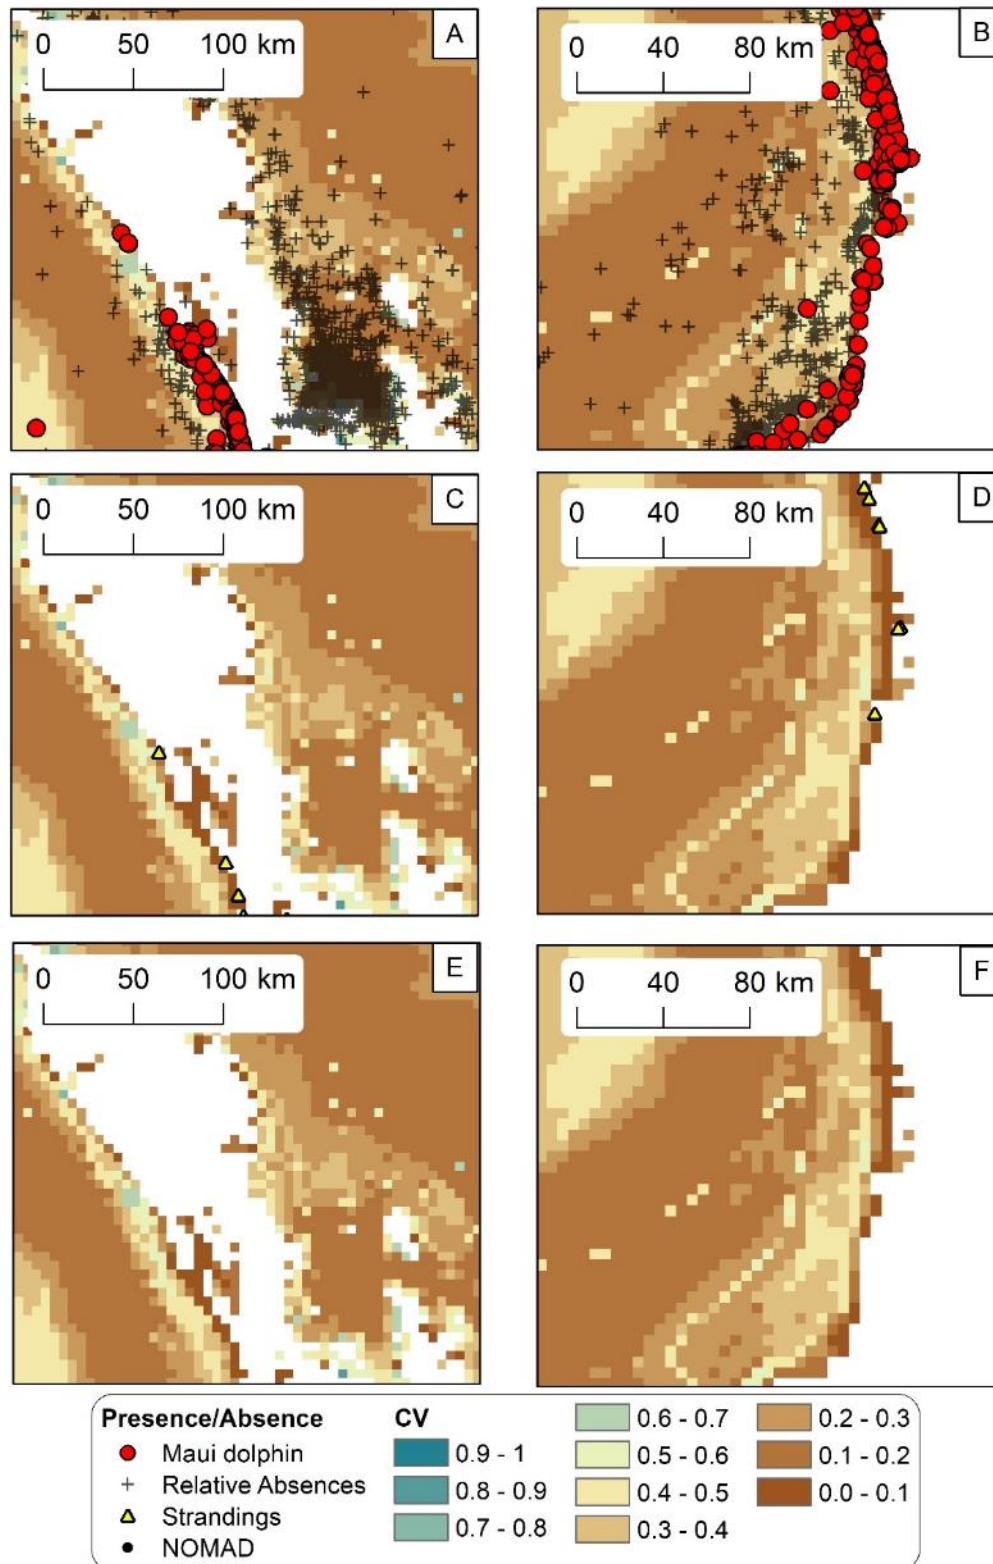 A
0 50 100 km
B
0 40 80 km
C
0 50 100 km
D
0 40 80 km
E
0 50 100 km
F
0 40 80 km
Presence/Absence
Maui dolphin
Relative Absences
Strandings
NOMAD
CV
0.9 - 1
0.8 - 0.9
0.7 - 0.8
0.6 - 0.7
0.5 - 0.6
0.4 - 0.5
0.3 - 0.4
0.2 - 0.3
0.1 - 0.2
0.0 - 0.1